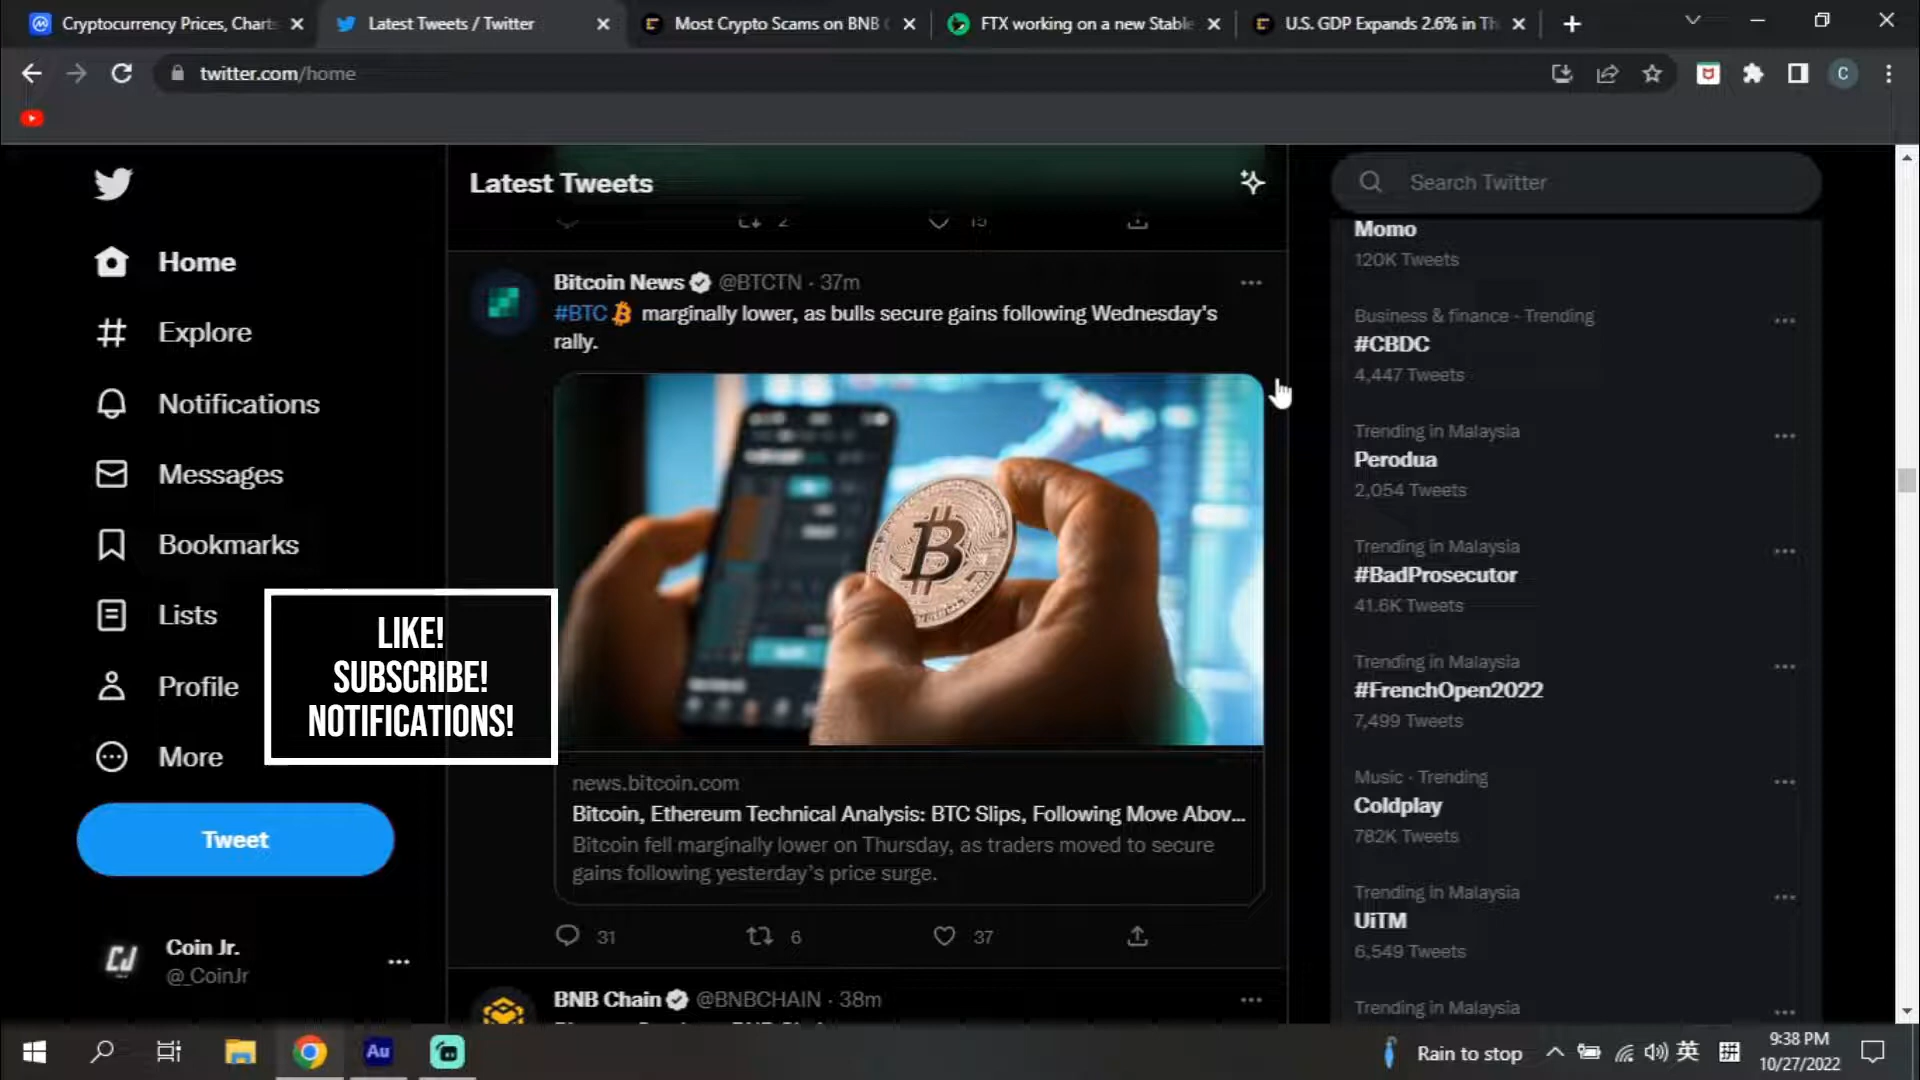 Cryptocurrency Prices, Charts
Latest Tweets / Twitter
Most Crypto Scams on BNB
FTX working on a new Stable
U.S. GDP Expands 2.6% in Th
twitter.com/home
C
Latest Tweets
Search Twitter
2
15
Home
Explore
Notifications
Messages
Bookmarks
Lists
Profile
More
Tweet
Coin Jr.
@_CoinJr
LIKE!
SUBSCRIBE!
NOTIFICATIONS!
Bitcoin News @BTCTN · 37m
#BTC marginally lower, as bulls secure gains following Wednesday's
rally.
news.bitcoin.com
Bitcoin, Ethereum Technical Analysis: BTC Slips, Following Move Abov...
Bitcoin fell marginally lower on Thursday, as traders moved to secure
gains following yesterday's price surge.
31
6
37
BNB Chain @BNBCHAIN · 38m
Momo
120K Tweets
Business & finance · Trending
#CBDC
4,447 Tweets
Trending in Malaysia
Perodua
2,054 Tweets
Trending in Malaysia
#BadProsecutor
41.6K Tweets
Trending in Malaysia
#FrenchOpen2022
7,499 Tweets
Music · Trending
Coldplay
782K Tweets
Trending in Malaysia
UiTM
6,549 Tweets
Trending in Malaysia
Au
Rain to stop
英
拼
9:38 PM
10/27/2022